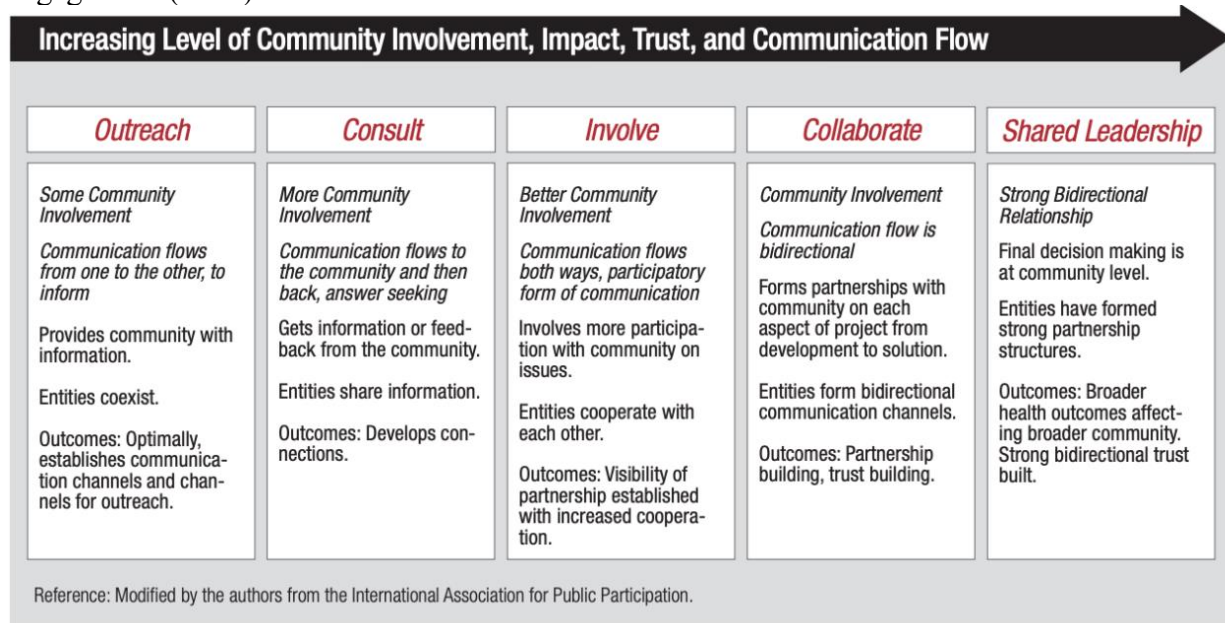 Increasing Level of Community Involvement, Impact, Trust, and Communication Flow
Outreach
Some Community
Involvement
Communication flows
from one to the other, to
inform
Provides community with
information.
Entities coexist.
Outcomes: Optimally,
establishes communica-
tion channels and chan-
nels for outreach.
Consult
More Community
Involvement
Communication flows to
the community and then
back, answer seeking
Gets information or feed-
back from the community.
Entities share information.
Outcomes: Develops con-
nections.
Involve
Better Community
Involvement
Communication flows
both ways, participatory
form of communication
Involves more participa-
tion with community on
issues.
Entities cooperate with
each other.
Outcomes: Visibility of
partnership established
with increased coopera-
tion.
Collaborate
Community Involvement
Communication flow is
bidirectional
Forms partnerships with
community on each
aspect of project from
development to solution.
Entities form bidirectional
communication channels.
Outcomes: Partnership
building, trust building.
Shared Leadership
Strong Bidirectional
Relationship
Final decision making is
at community level.
Entities have formed
strong partnership
structures.
Outcomes: Broader
health outcomes affect-
ing broader community.
Strong bidirectional trust
built.
Reference: Modified by the authors from the International Association for Public Participation.